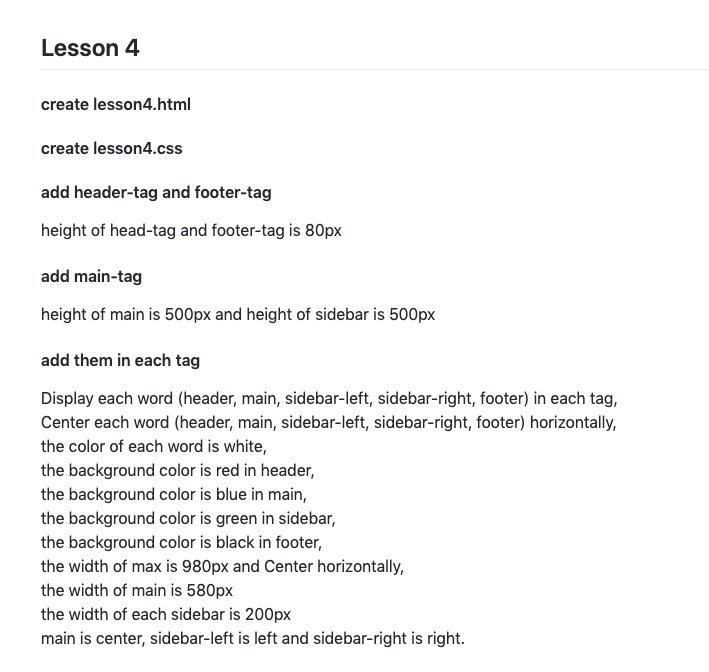 Lesson 4
create lesson4.html
create lesson4.css
add header-tag and footer-tag
height of head-tag and footer-tag is 80px
add main-tag
height of main is 500px and height of sidebar is 500px
add them in each tag
Display each word (header, main, sidebar-left, sidebar-right, footer) in each tag,
Center each word (header, main, sidebar-left, sidebar-right, footer) horizontally,
the color of each word is white,
the background color is red in header,
the background color is blue in main,
the background color is green in sidebar,
the background color is black in footer,
the width of max is 980px and Center horizontally,
the width of main is 580px
the width of each sidebar is 200px
main is center, sidebar-left is left and sidebar-right is right.